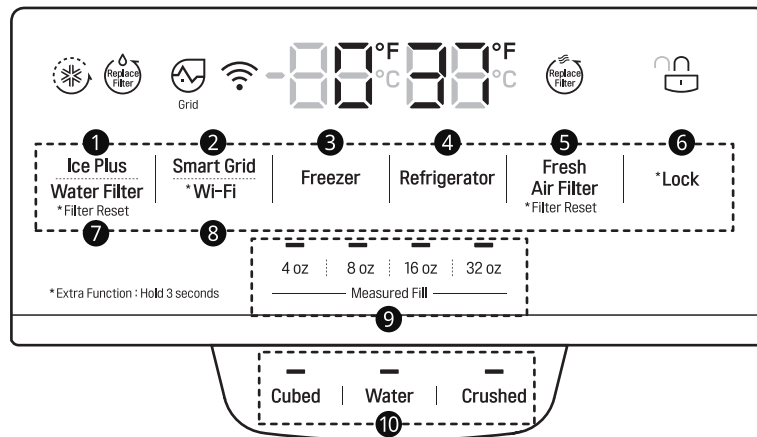 Replace
Filter
Grid
0°F
°C
37°F
°C
Replace
Filter
1
2
3
4
5
6
Ice Plus
Water Filter
*Filter Reset
Smart Grid
*Wi-Fi
Freezer
Refrigerator
Fresh
Air Filter
*Filter Reset
*Lock
7
8
4 oz
8 oz
16 oz
32 oz
*Extra Function : Hold 3 seconds
Measured Fill
9
Cubed
Water
Crushed
10